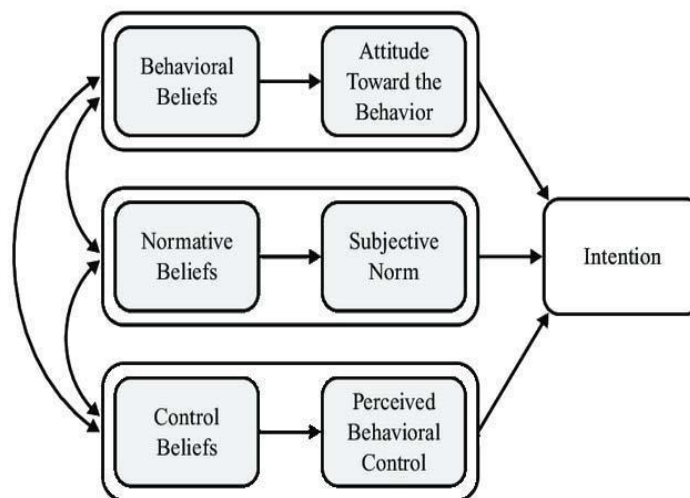 Behavioral
Beliefs
Attitude
Toward the
Behavior
Normative
Beliefs
Subjective
Norm
Intention
Control
Beliefs
Perceived
Behavioral
Control